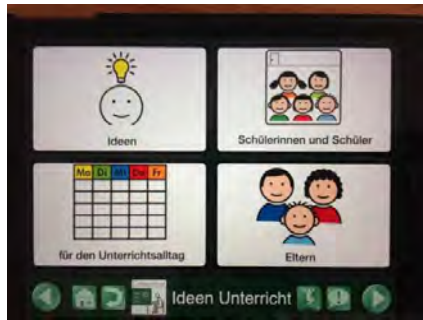 Ideen
Schülerinnen und Schüler
Mo Di Mi Do Fr
für den Unterrichtsalltag
Eltern
Ideen Unterricht